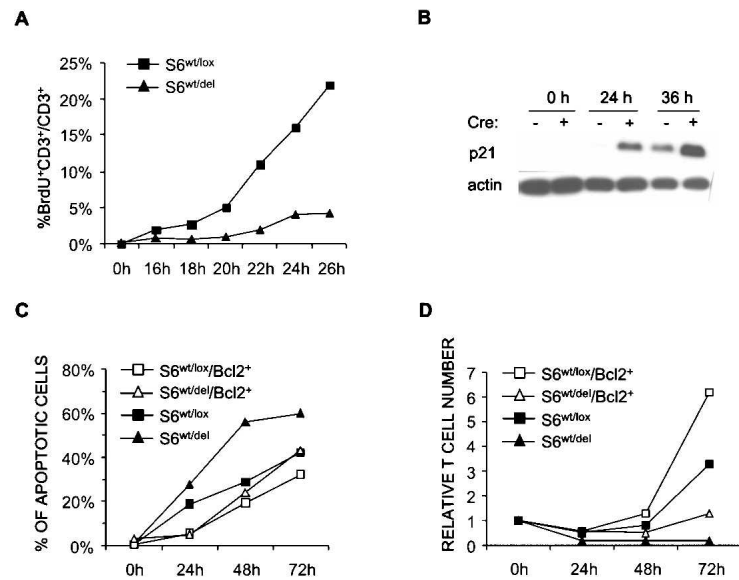 A
S6wt/lox
S6wt/del
%BrdU+CD3+/CD3+
25%
20%
15%
10%
5%
0%
0h 16h 18h 20h 22h 24h 26h
B
0 h 24 h 36 h
Cre: - + - + - +
p21
actin
C
S6wt/lox/Bcl2+
S6wt/del/Bcl2+
S6wt/lox
S6wt/del
% OF APOPTOTIC CELLS
80%
60%
40%
20%
0%
0h 24h 48h 72h
D
S6wt/lox/Bcl2+
S6wt/del/Bcl2+
S6wt/lox
S6wt/del
RELATIVE T CELL NUMBER
7
6
5
4
3
2
1
0
0h 24h 48h 72h